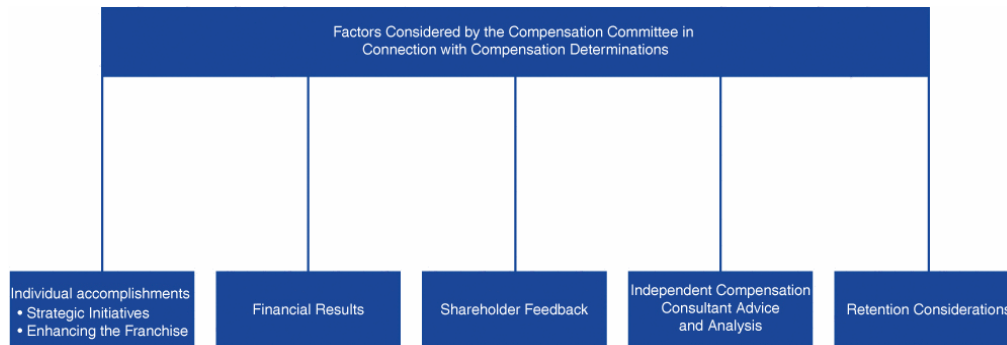 Factors Considered by the Compensation Committee in
Connection with Compensation Determinations
Individual accomplishments
• Strategic Initiatives
• Enhancing the Franchise
Financial Results
Shareholder Feedback
Independent Compensation
Consultant Advice
and Analysis
Retention Considerations